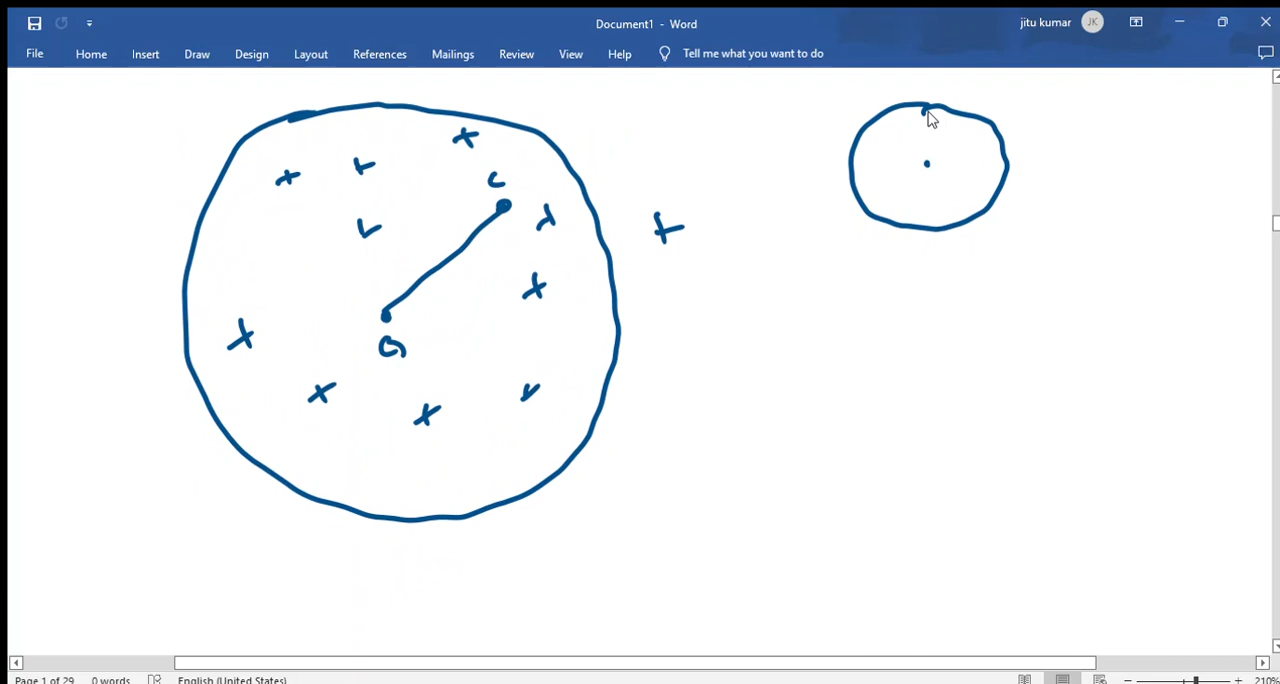 Document1 - Word
jitu kumar JK
File Home Insert Draw Design Layout References Mailings Review View Help Tell me what you want to do
C
G
Page 1 of 29 0 words English (United States) 210%